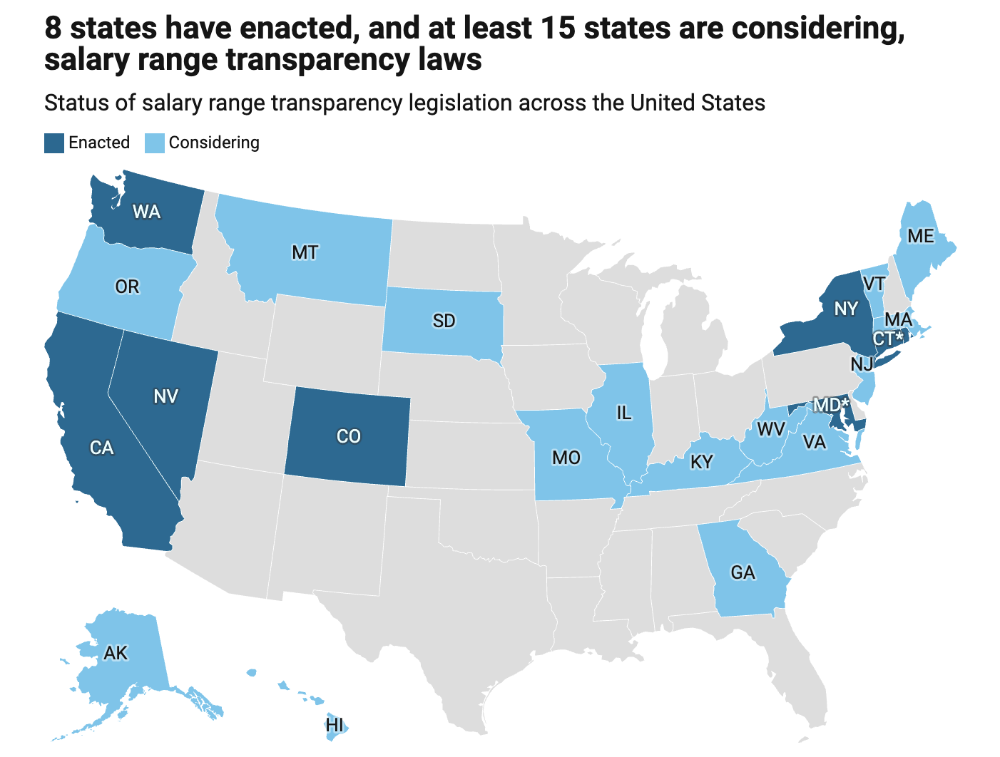 8 states have enacted, and at least 15 states are considering,
salary range transparency laws
Status of salary range transparency legislation across the United States
Enacted Considering
WA
ME
MT
VT
OR
NY
MA
SD
CT*
NJ
NV
MD*
IL
CO
WV
VA
CA
MO
KY
GA
AK
HI